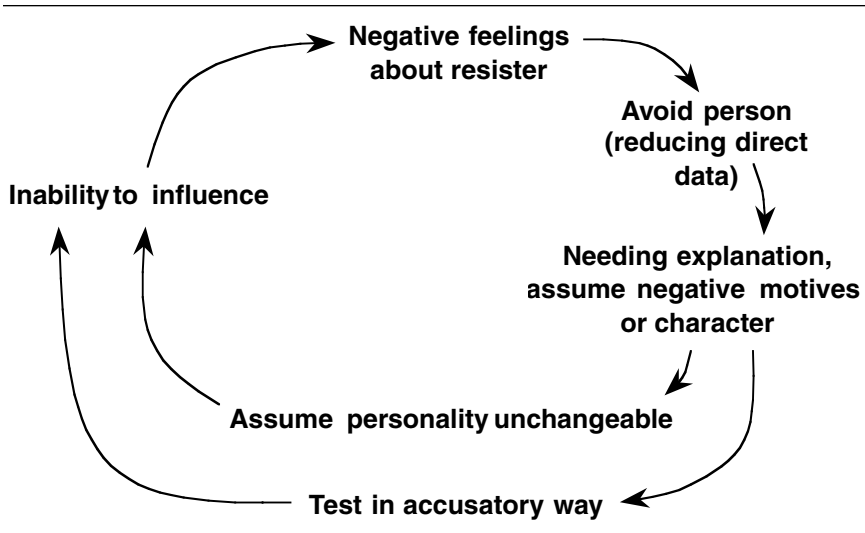 Negative feelings
about resister
Avoid person
(reducing direct
data)
Inability to influence
Needing explanation,
assume negative motives
or character
Assume personality unchangeable
Test in accusatory way